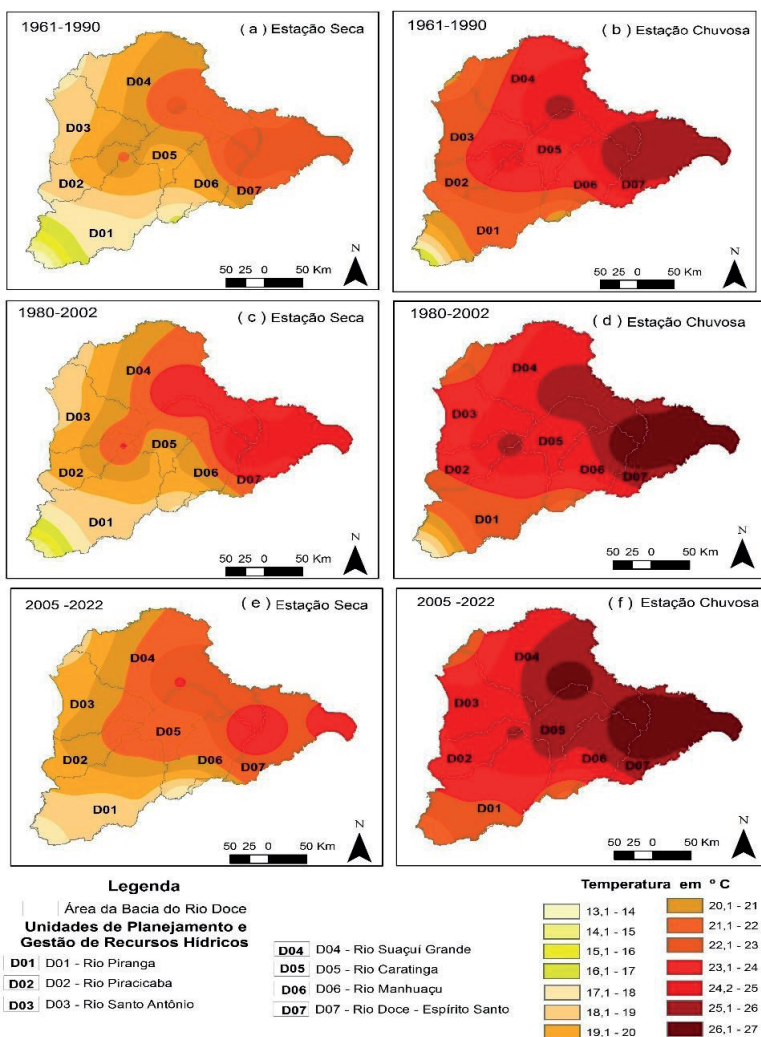 1961-1990
( a ) Estação Seca
D04
D03
D05
D02
D06
D07
D01
N
50 25 0 50 Km
1961-1990
( b ) Estação Chuvosa
D04
D03
D05
D02
D06
D07
D01
N
50 25 0 50 Km
1980-2002
( c ) Estação Seca
D04
D03
D05
D02
D06
D07
D01
N
50 25 0 50 Km
1980-2002
( d ) Estação Chuvosa
D04
D03
D05
D02
D06
D07
D01
N
50 25 0 50 Km
2005 -2022
( e ) Estação Seca
D04
D03
D05
D02
D06
D07
D01
N
50 25 0 50 Km
2005-2022
( f ) Estação Chuvosa
D04
D03
D05
D02
D06
D07
D01
N
50 25 0 50 Km
Legenda
Área da Bacia do Rio Doce
Unidades de Planejamento e
Gestão de Recursos Hídricos
D01 D01 - Rio Piranga
D02 D02 - Rio Piracicaba
D03 D03 - Rio Santo Antônio
D04 D04 - Rio Suaçuí Grande
D05 D05 - Rio Caratinga
D06 D06 - Rio Manhuaçu
D07 D07 - Rio Doce - Espírito Santo
Temperatura em º C
13,1 - 14
14,1 - 15
15,1 - 16
16,1 - 17
17,1 - 18
18,1 - 19
19,1 - 20
20,1 - 21
21,1 - 22
22,1 - 23
23,1 - 24
24,2 - 25
25,1 - 26
26,1 - 27